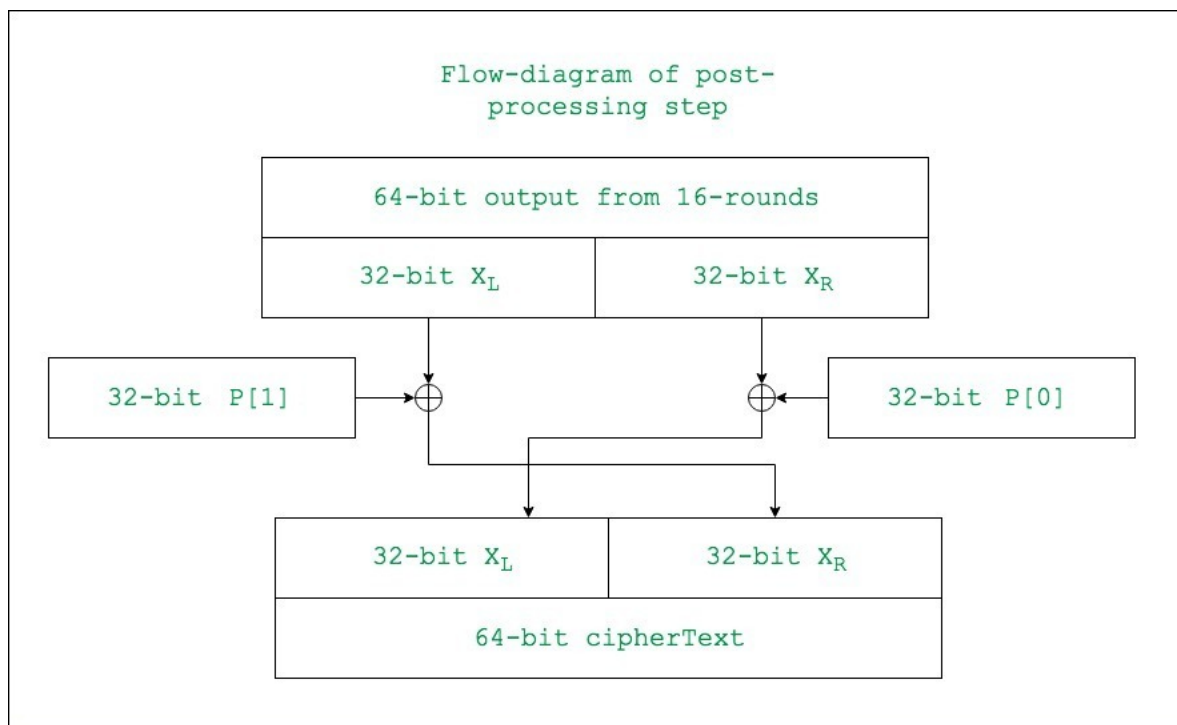 Flow-diagram of post-
processing step
64-bit output from 16-rounds
32-bit XL
32-bit XR
32-bit P[1]
32-bit P[0]
32-bit XL
32-bit XR
64-bit cipherText